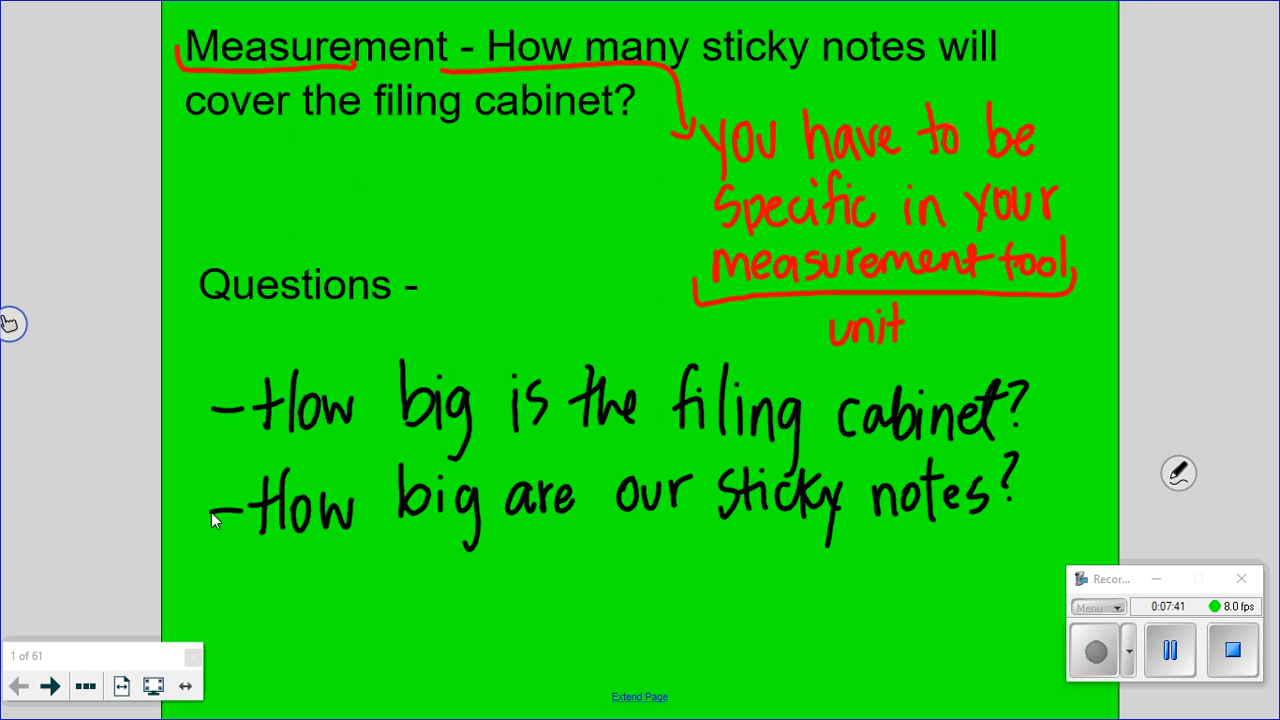 Measurement - How many sticky notes will
cover the filing cabinet?
you have to be
specific in your
measurement tool
unit
Questions -
- How big is the filing cabinet?
- How big are our sticky notes?
Recor...
Menu
0:07:41
8.0 fps
1 of 61
Extend Page